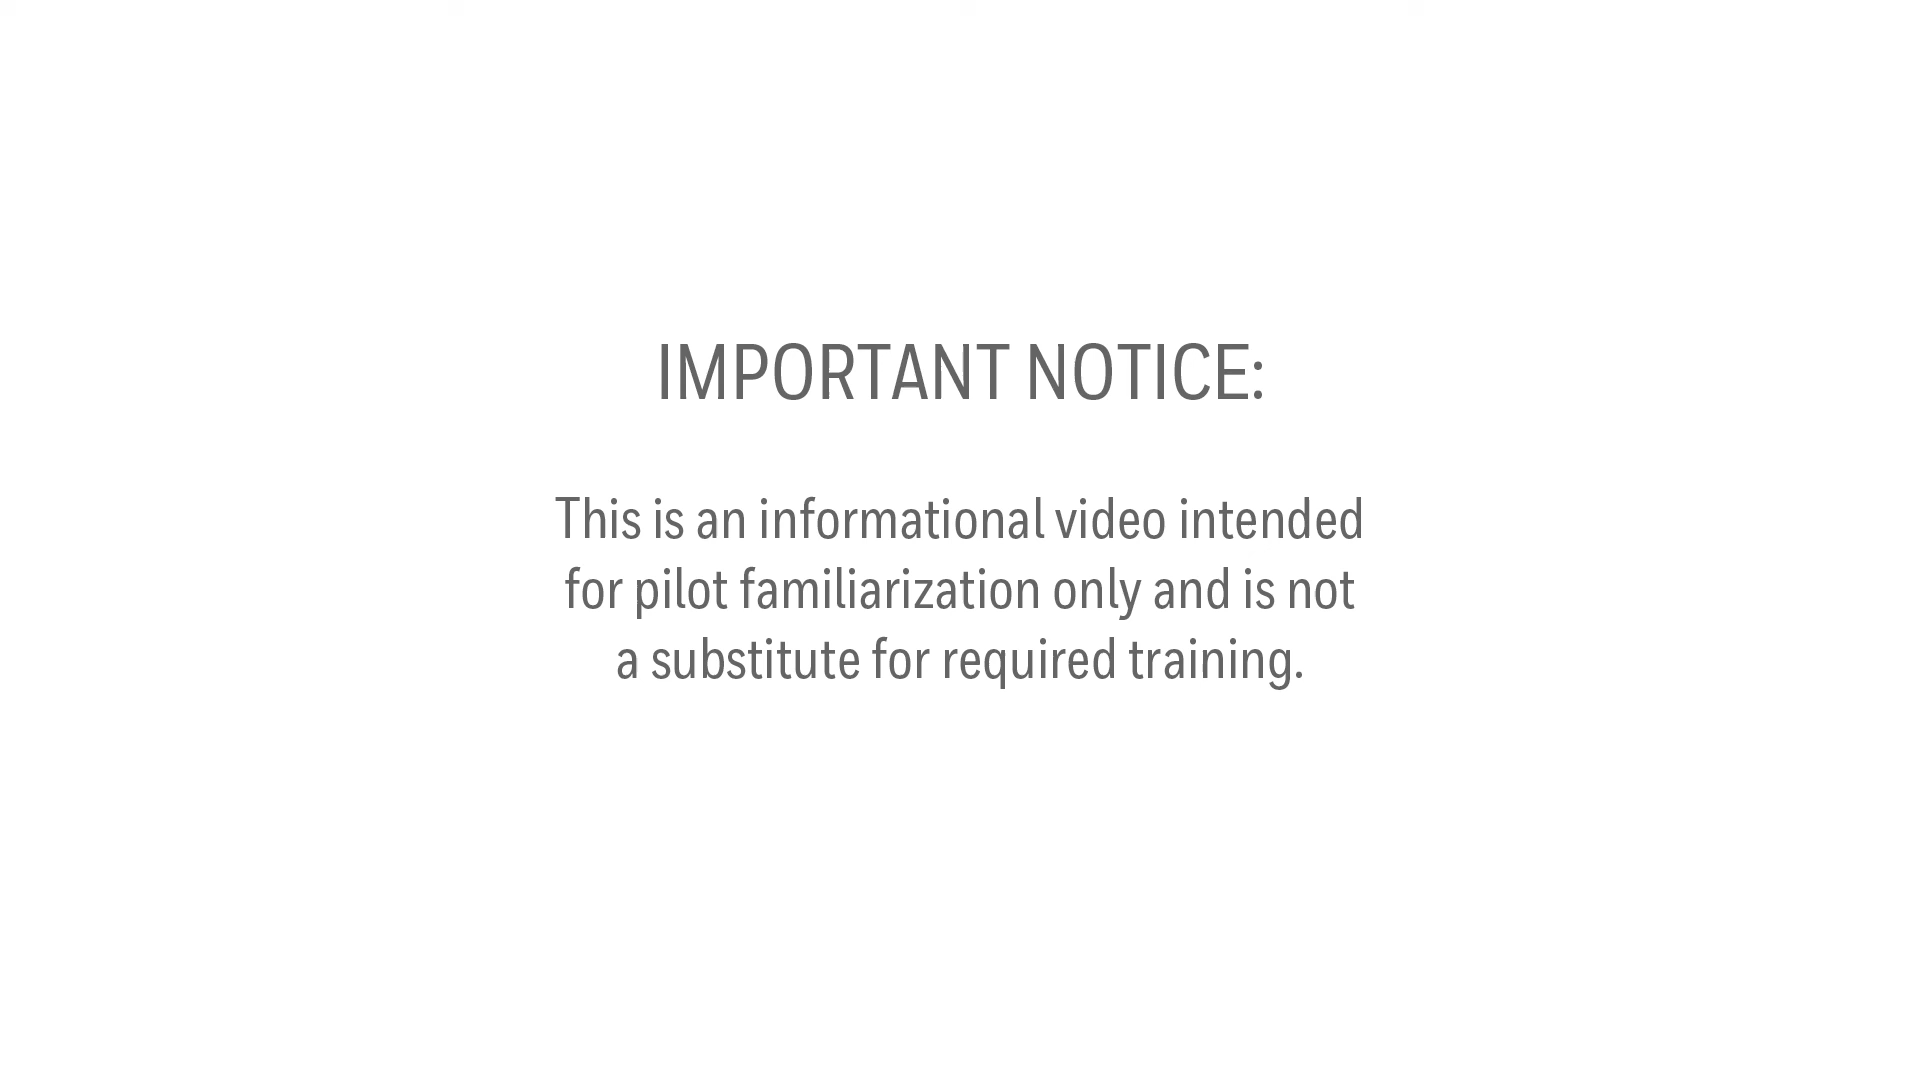 IMPORTANT NOTICE:
This is an informational video intended
for pilot familiarization only and is not
a substitute for required training.